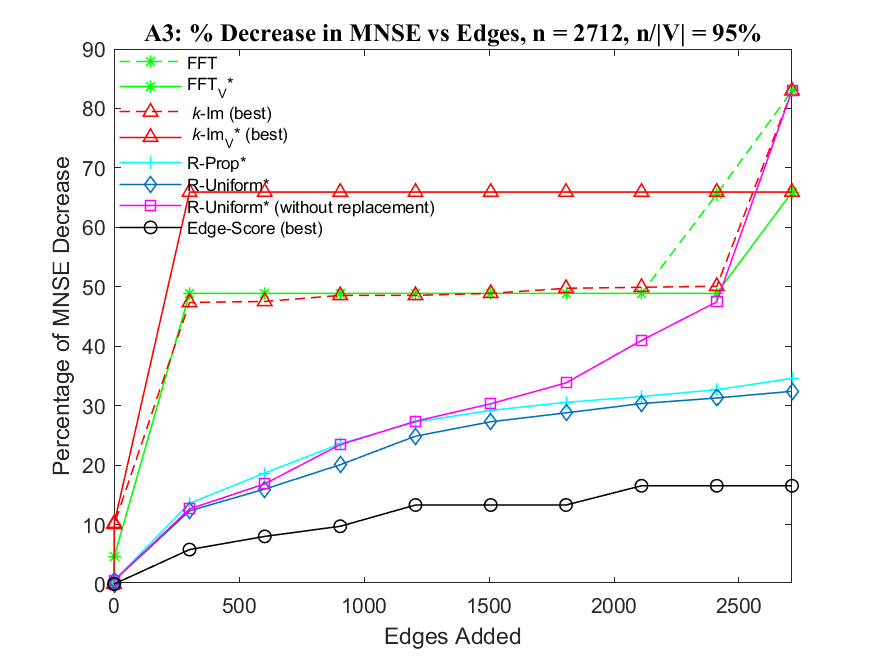 A3: % Decrease in MNSE vs Edges, n = 2712, n/|V| = 95%
90
80
70
60
50
40
30
20
10
0
Percentage of MNSE Decrease
FFT
FFT_V*
k-Im (best)
k-Im_V* (best)
R-Prop*
R-Uniform*
R-Uniform* (without replacement)
Edge-Score (best)
0 500 1000 1500 2000 2500
Edges Added